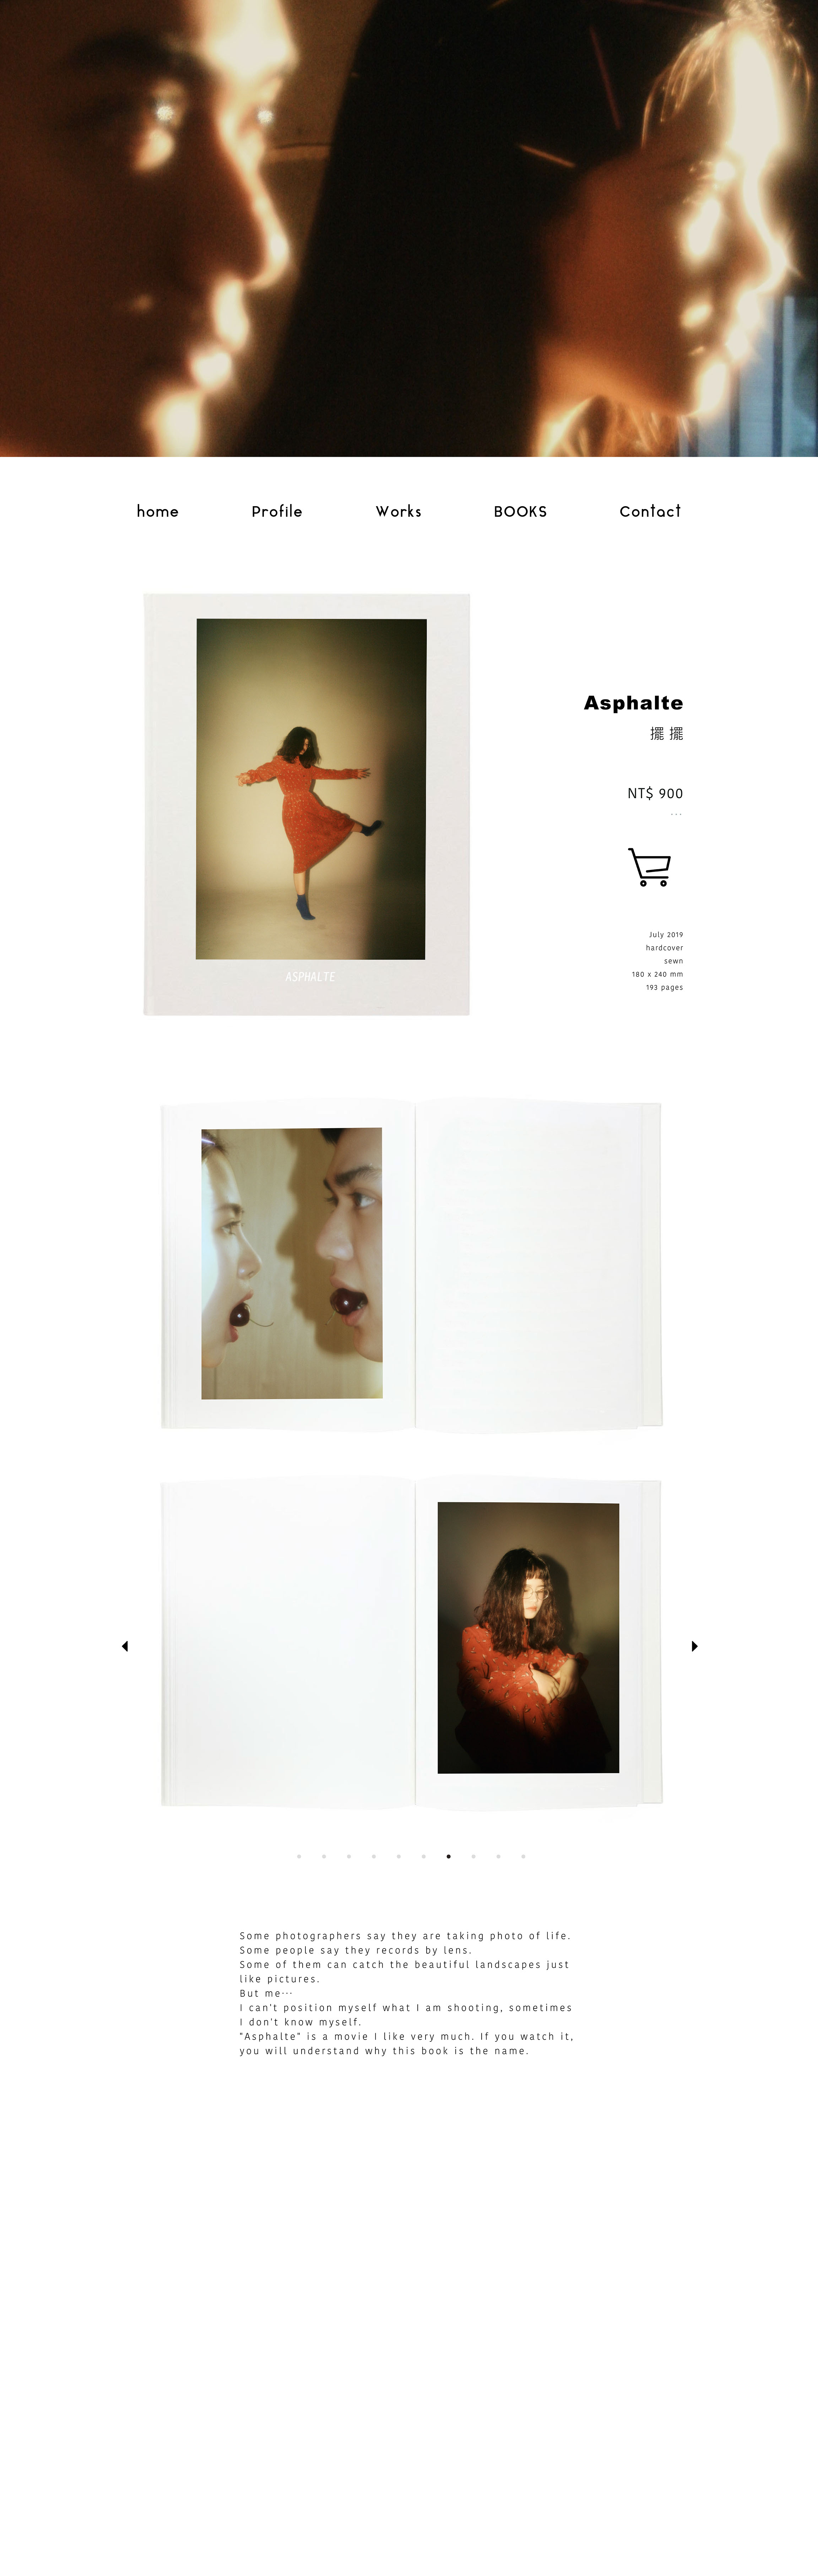 home Profile Works BOOKS Contact
Asphalte
擺 擺
NT$ 900
...
July 2019
hardcover
sewn
180 x 240 mm
193 pages
ASPHALTE
Some photographers say they are taking photo of life.
Some people say they records by lens.
Some of them can catch the beautiful landscapes just
like pictures.
But me···
I can't position myself what I am shooting, sometimes
I don't know myself.
"Asphalte" is a movie I like very much. If you watch it,
you will understand why this book is the name.